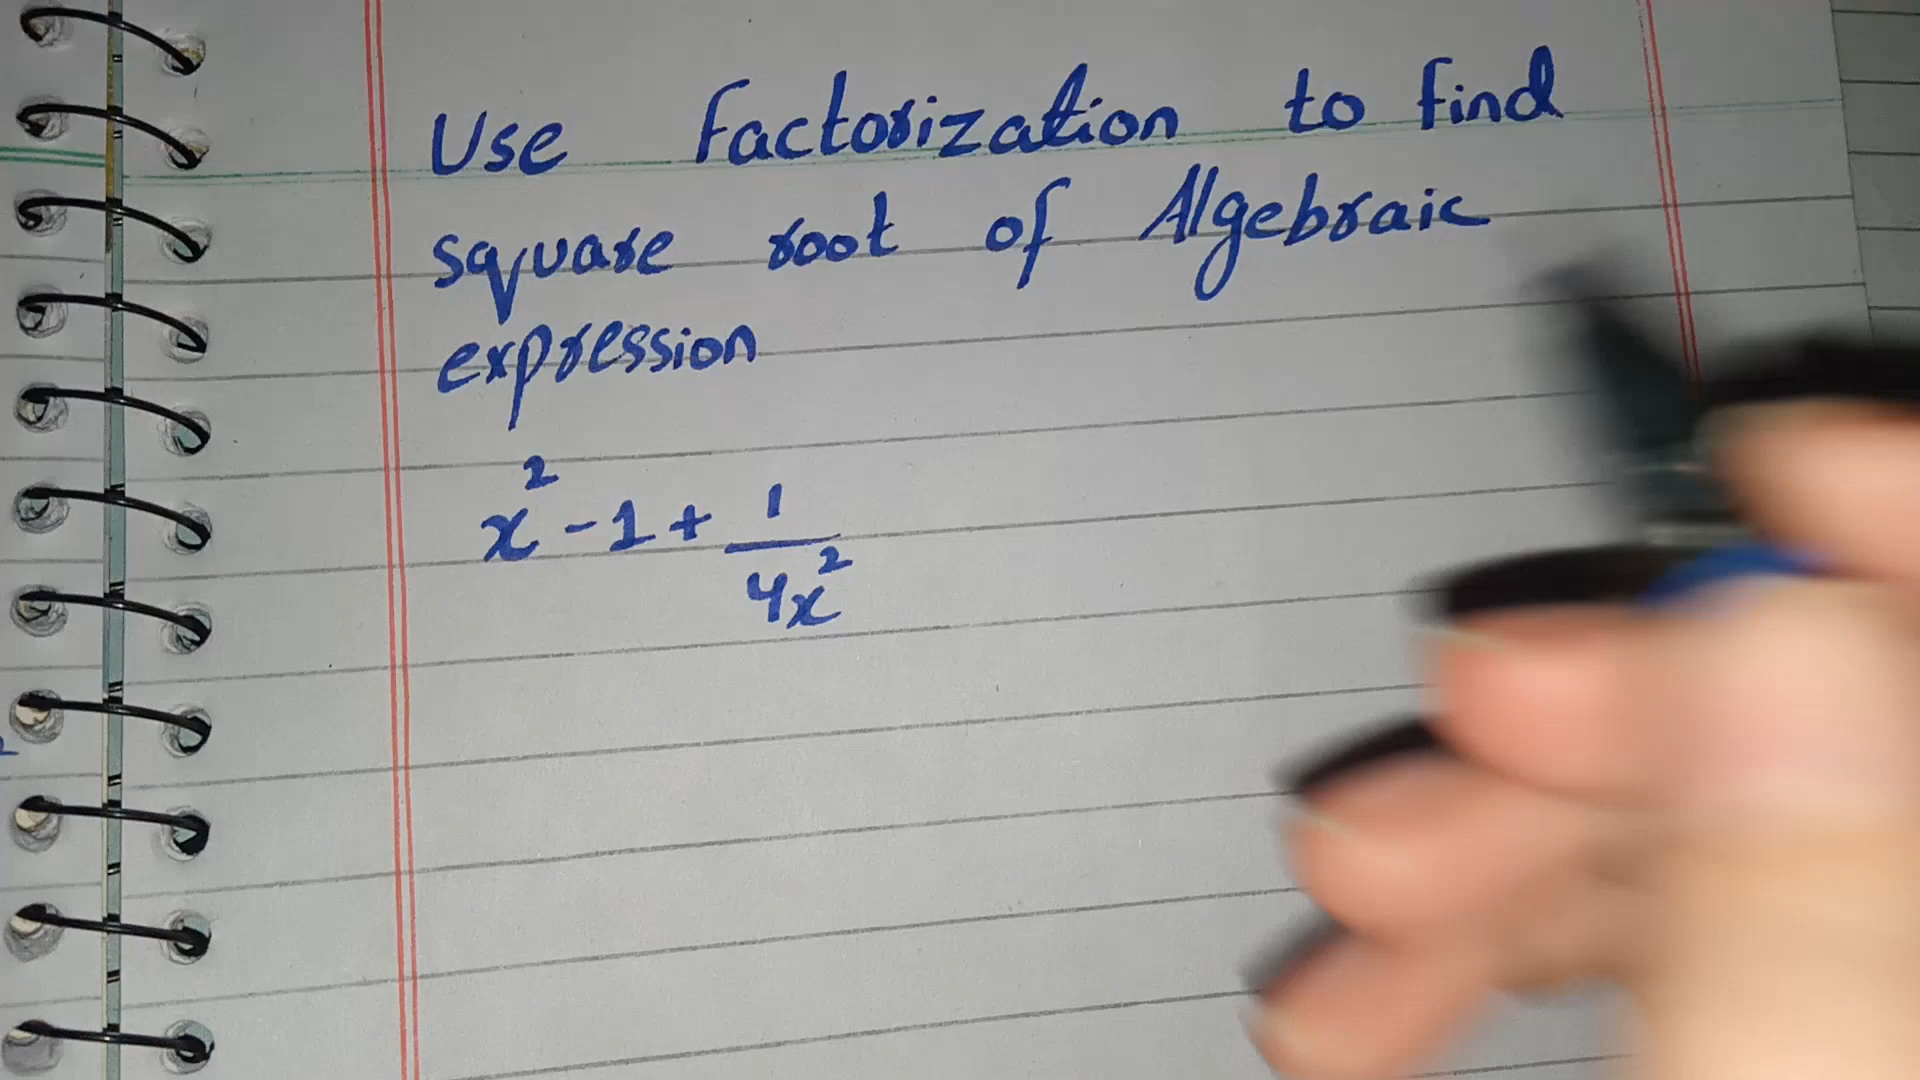 Use Factorization to find
square root of Algebraic
expression
x² - 1 + 1/4x²